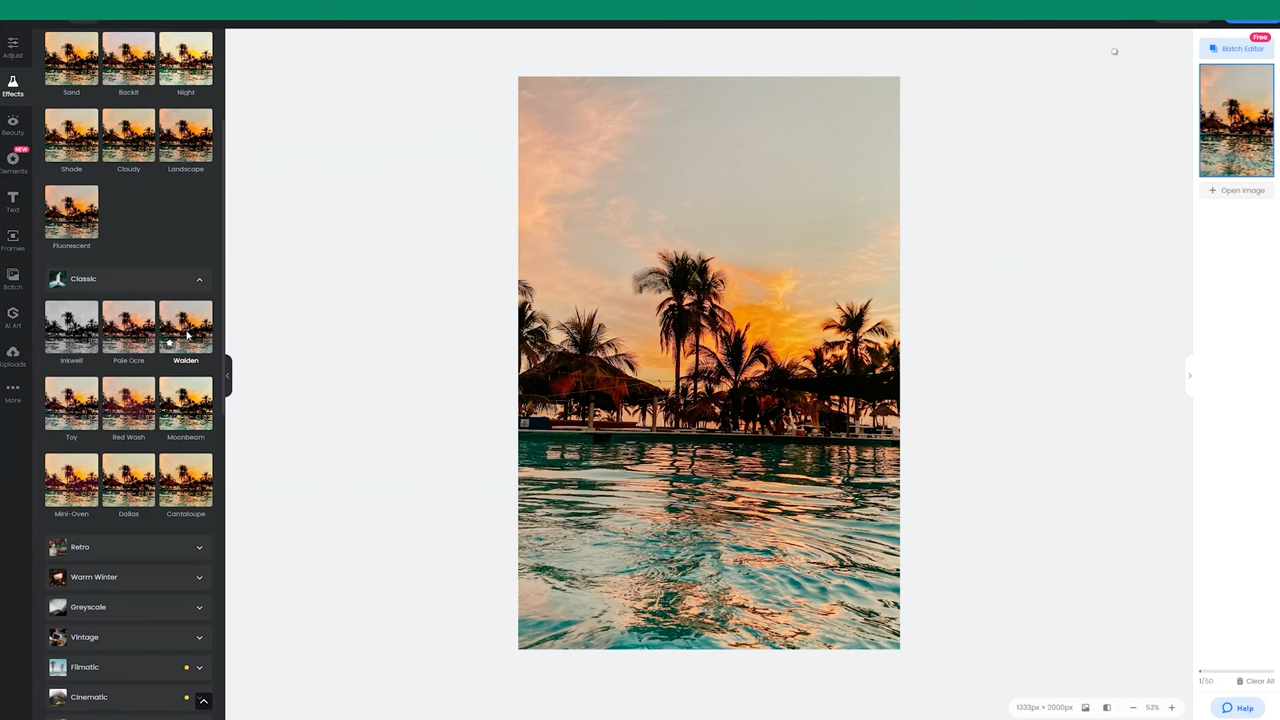 Free
Adjust
Batch Editor
Effects
Sand
Backlit
Night
Beauty
NEW
Elements
Shade
Cloudy
Landscape
Open Image
Text
Frames
Fluorescent
Batch
Classic
Ai Art
Uploads
Inkwell
Pale Ocre
Walden
More
Toy
Red Wash
Moonbeam
Mini-Oven
Dallas
Cantaloupe
Retro
Warm Winter
Greyscale
Vintage
Filmatic
Cinematic
1/50
Clear All
1333px × 2000px
53%
Help